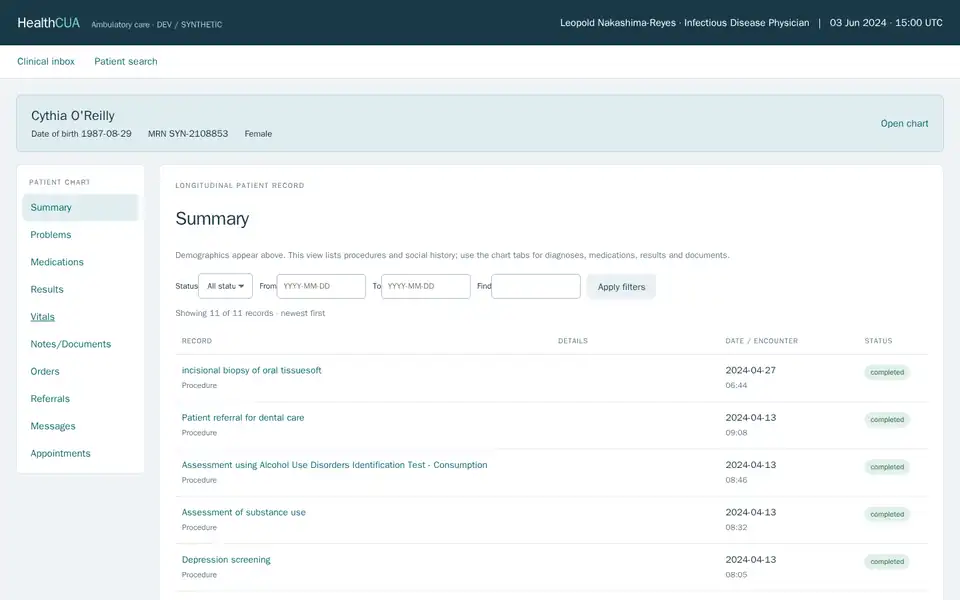 HealthCUA Ambulatory care · DEV / SYNTHETIC Leopold Nakashima-Reyes · Infectious Disease Physician | 03 Jun 2024 · 15:00 UTC
Clinical inbox Patient search
Cythia O'Reilly
Date of birth 1987-08-29 MRN SYN-2108853 Female
Open chart
PATIENT CHART
Summary
Problems
Medications
Results
Vitals
Notes/Documents
Orders
Referrals
Messages
Appointments
LONGITUDINAL PATIENT RECORD
Summary
Demographics appear above. This view lists procedures and social history; use the chart tabs for diagnoses, medications, results and documents.
Status All statu From YYYY-MM-DD To YYYY-MM-DD Find Apply filters
Showing 11 of 11 records · newest first
RECORD DETAILS DATE / ENCOUNTER STATUS
incisional biopsy of oral tissuesoft 2024-04-27 completed
Procedure 06:44
Patient referral for dental care 2024-04-13 completed
Procedure 09:08
Assessment using Alcohol Use Disorders Identification Test - Consumption 2024-04-13 completed
Procedure 08:46
Assessment of substance use 2024-04-13 completed
Procedure 08:32
Depression screening 2024-04-13 completed
Procedure 08:05